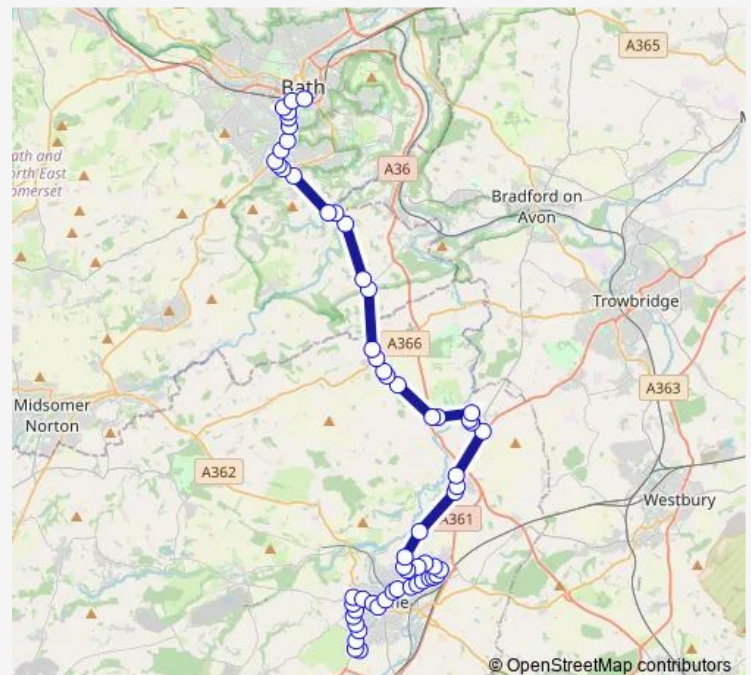 A365
Bath
ath and
orth East
omerset
A36
Bradford on
Avon
Trowbridge
A366
A363
Midsomer
Norton
A362
Westbury
A361
me
© OpenStreetMap contributors